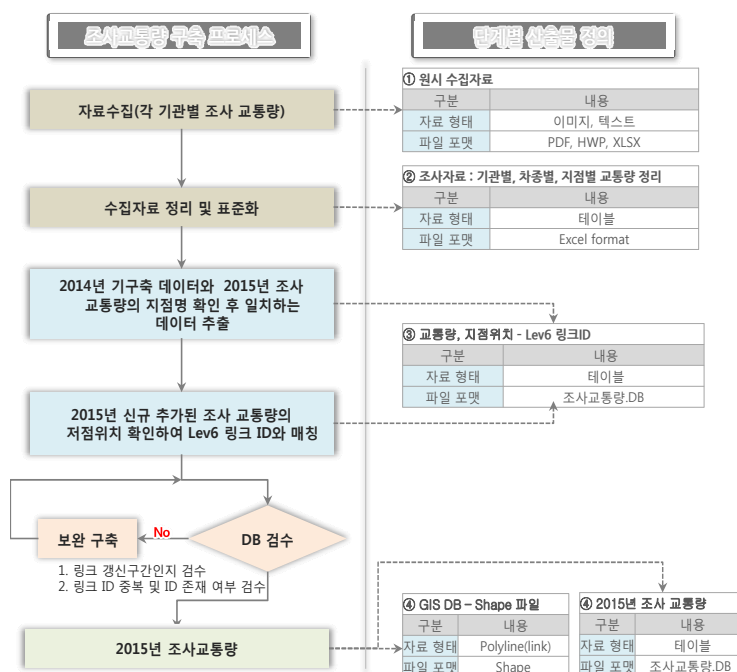 조사교통량 구축 프로세스
단계별 산출물 정의
자료수집(각 기관별 조사 교통량)
수집자료 정리 및 표준화
2014년 기구축 데이터와 2015년 조사
교통량의 지점명 확인 후 일치하는
데이터 추출
2015년 신규 추가된 조사 교통량의
저점위치 확인하여 Lev6 링크 ID와 매칭
보완 구축
No
DB 검수
1. 링크 갱신구간인지 검수
2. 링크 ID 중복 및 ID 존재 여부 검수
2015년 조사교통량
① 원시 수집자료
구분 내용
자료 형태 이미지, 텍스트
파일 포맷 PDF, HWP, XLSX
② 조사자료 : 기관별, 차종별, 지점별 교통량 정리
구분 내용
자료 형태 테이블
파일 포맷 Excel format
③ 교통량, 지점위치 - Lev6 링크ID
구분 내용
자료 형태 테이블
파일 포맷 조사교통량.DB
④ GIS DB – Shape 파일
구분 내용
자료 형태 Polyline(link)
파일 포맷 Shape
④ 2015년 조사 교통량
구분 내용
자료 형태 테이블
파일 포맷 조사교통량.DB